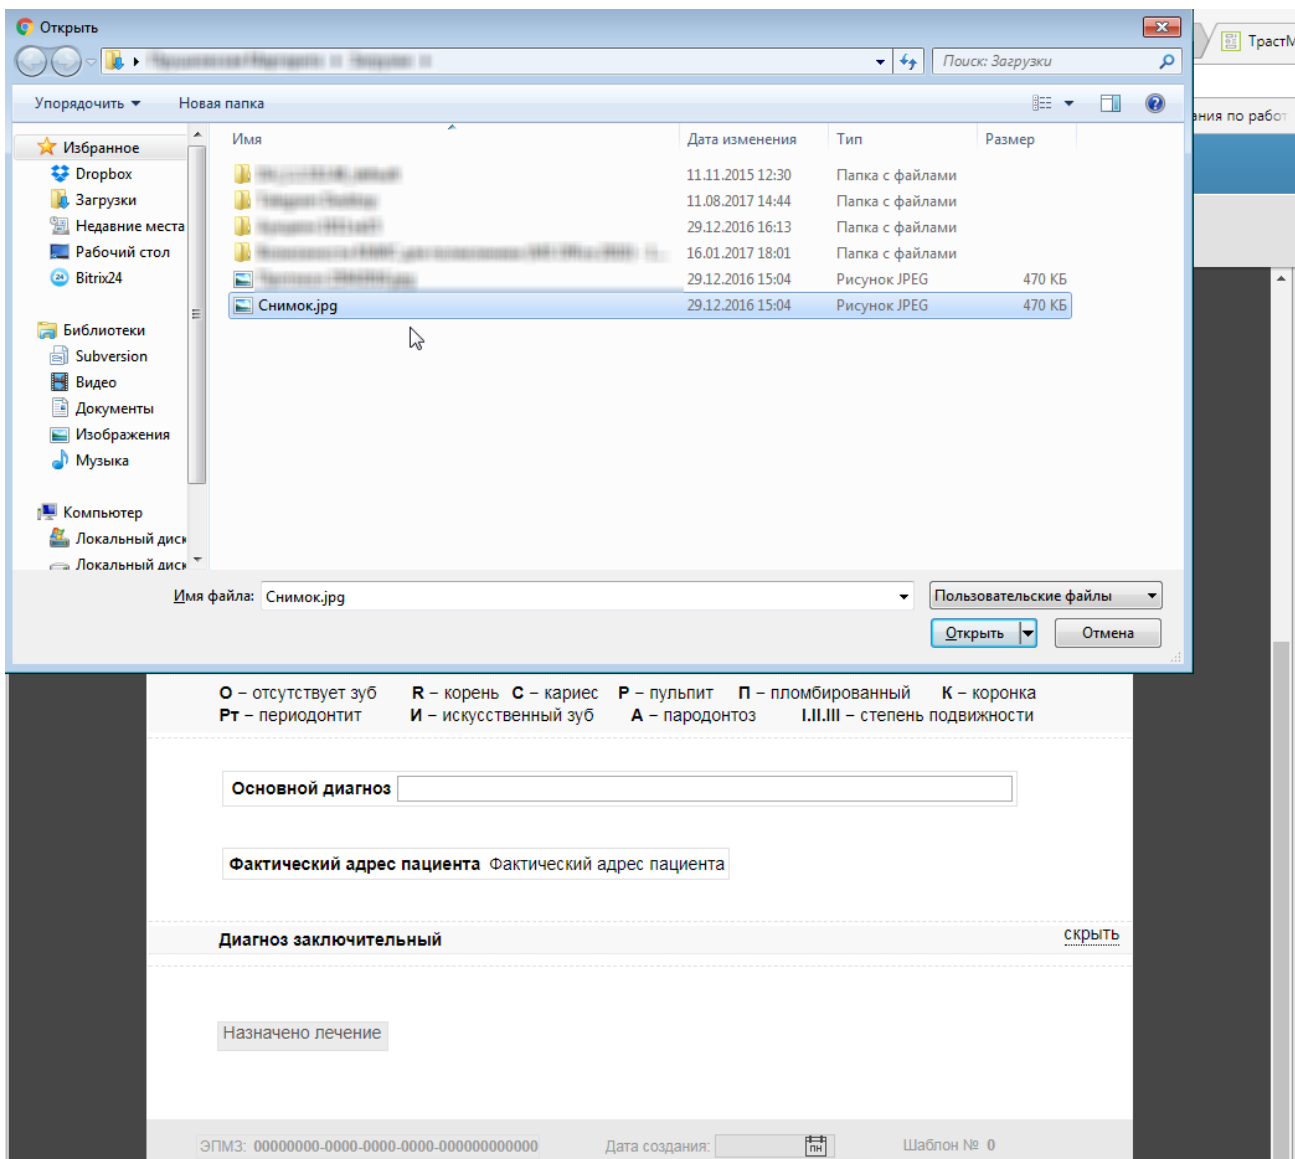 Открыть
ТрастМ
Поиск: Загрузки
Упорядочить
Новая папка
ания по работ
Избранное
Dropbox
Загрузки
Недавние места
Рабочий стол
24
Bitrix24
Библиотеки
Subversion
Видео
Документы
Изображения
Музыка
Компьютер
Локальный диск
Локальный диск
Имя Дата изменения Тип Размер
11.11.2015 12:30 Папка с файлами
11.08.2017 14:44 Папка с файлами
29.12.2016 16:13 Папка с файлами
16.01.2017 18:01 Папка с файлами
29.12.2016 15:04 Рисунок JPEG 470 КБ
Снимок.jpg 29.12.2016 15:04 Рисунок JPEG 470 КБ
Имя файла: Снимок.jpg Пользовательские файлы
Открыть Отмена
О – отсутствует зуб R – корень С – кариес Р – пульпит П – пломбированный К – коронка
Рт – периодонтит И – искусственный зуб А – пародонтоз I.II.III – степень подвижности
Основной диагноз
Фактический адрес пациента Фактический адрес пациента
Диагноз заключительный скрыть
Назначено лечение
ЭПМЗ: 00000000-0000-0000-0000-000000000000 Дата создания: ПН Шаблон № 0